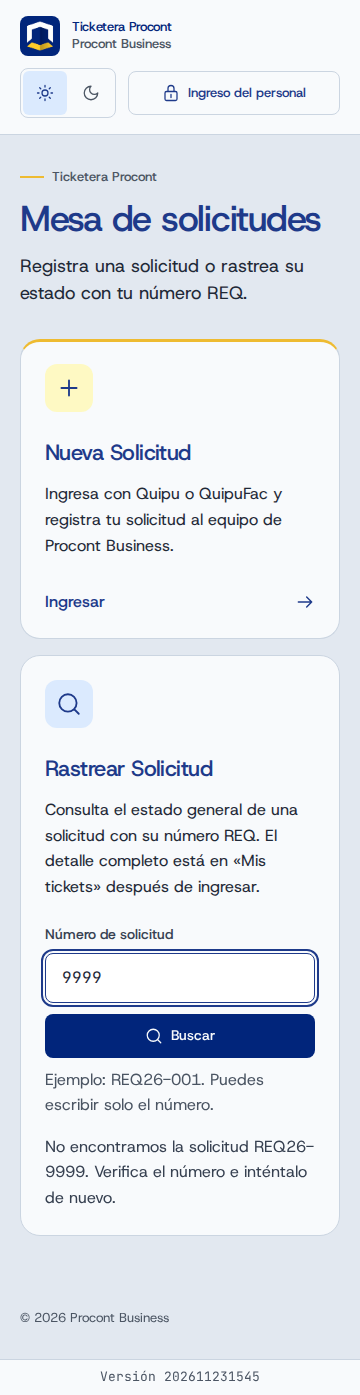 Ticketera Procont
Procont Business
Ingreso del personal
Ticketera Procont
Mesa de solicitudes
Registra una solicitud o rastrea su
estado con tu número REQ.
Nueva Solicitud
Ingresa con Quipu o QuipuFac y
registra tu solicitud al equipo de
Procont Business.
Ingresar
Rastrear Solicitud
Consulta el estado general de una
solicitud con su número REQ. El
detalle completo está en «Mis
tickets» después de ingresar.
Número de solicitud
9999
Buscar
Ejemplo: REQ26-001. Puedes
escribir solo el número.
No encontramos la solicitud REQ26-
9999. Verifica el número e inténtalo
de nuevo.
© 2026 Procont Business
Versión 202611231545